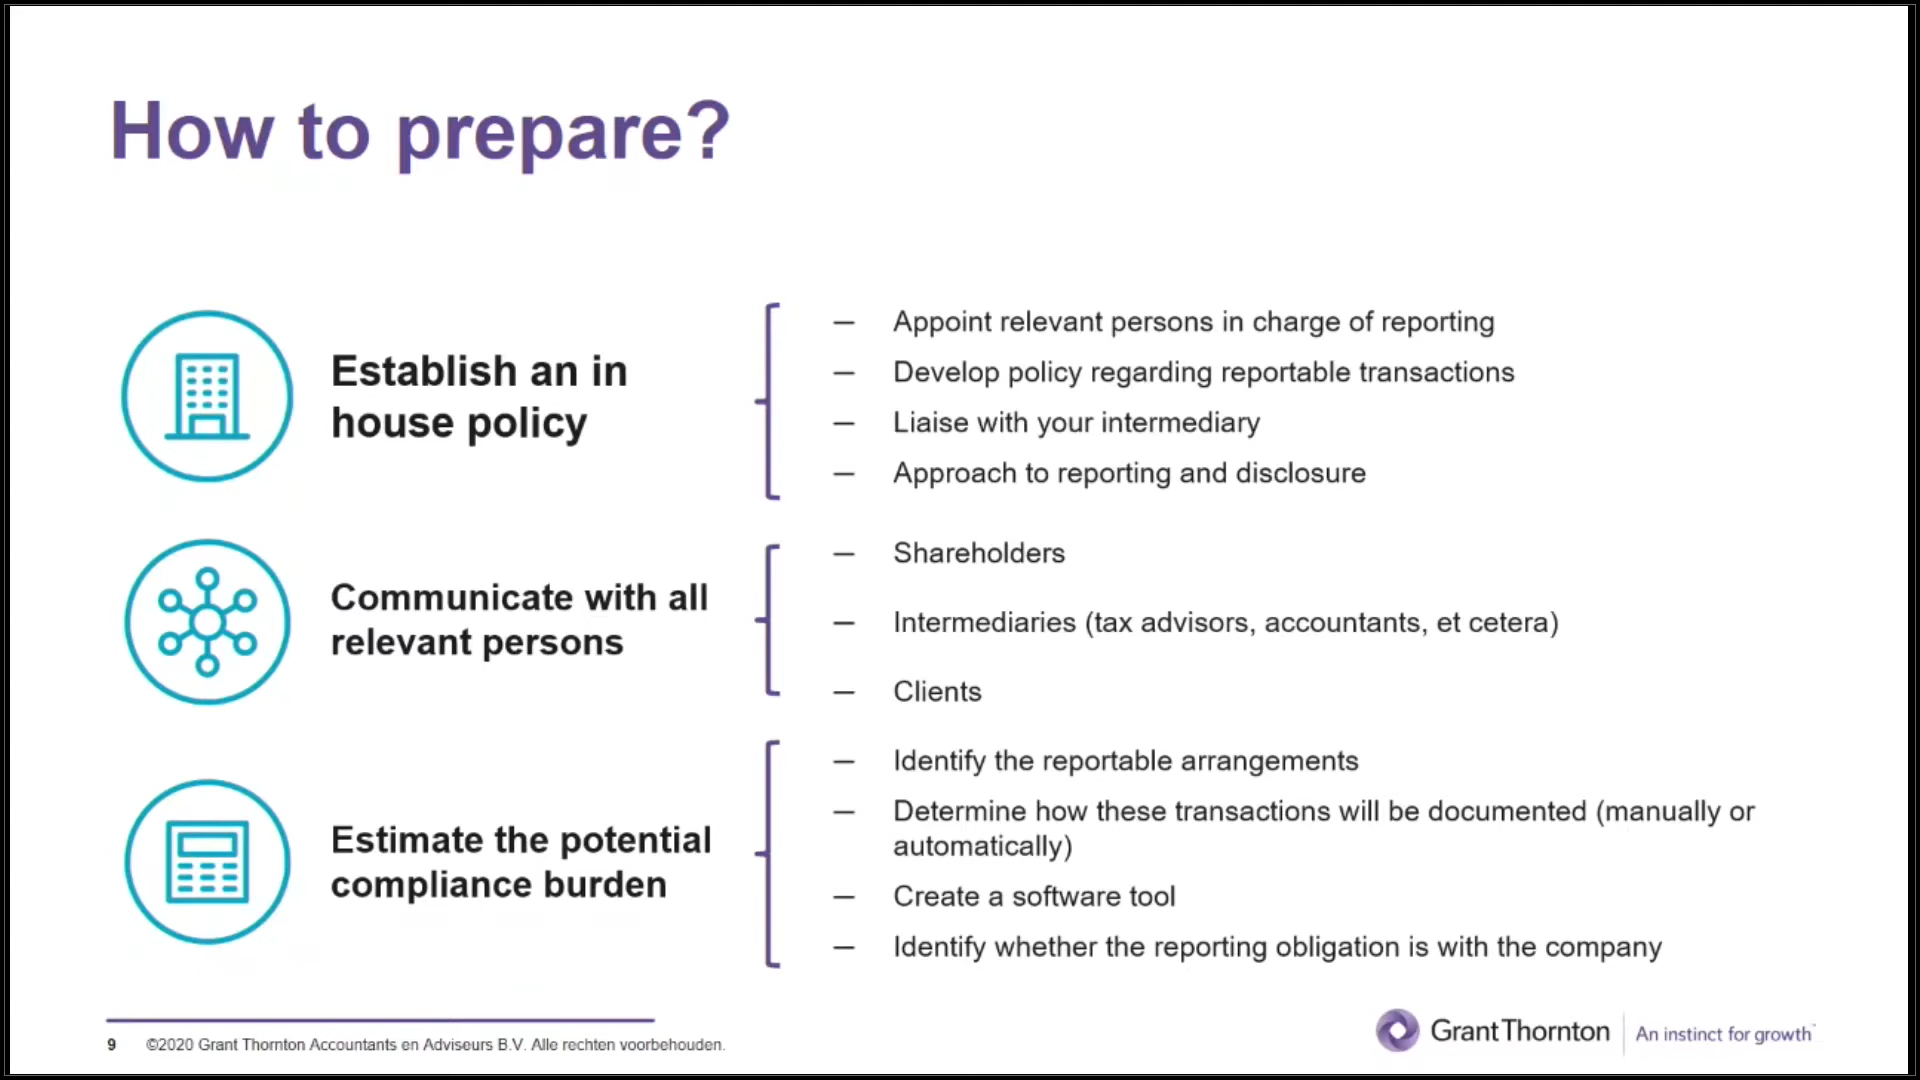 How to prepare?
Establish an in
house policy
— Appoint relevant persons in charge of reporting
— Develop policy regarding reportable transactions
— Liaise with your intermediary
— Approach to reporting and disclosure
Communicate with all
relevant persons
— Shareholders
— Intermediaries (tax advisors, accountants, et cetera)
— Clients
Estimate the potential
compliance burden
— Identify the reportable arrangements
— Determine how these transactions will be documented (manually or
automatically)
— Create a software tool
— Identify whether the reporting obligation is with the company
9 ©2020 Grant Thornton Accountants en Adviseurs B.V. Alle rechten voorbehouden.
Grant Thornton | An instinct for growth™